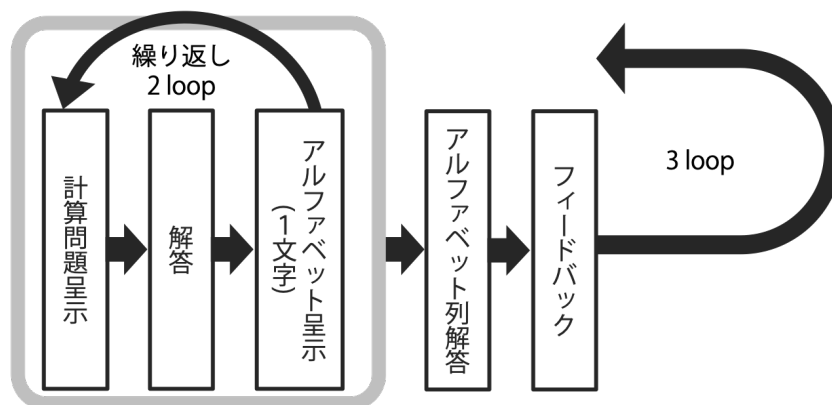 繰り返し
2 loop
計算問題呈示
解答
アルファベット呈示
(1文字)
アルファベット列解答
フィードバック
3 loop